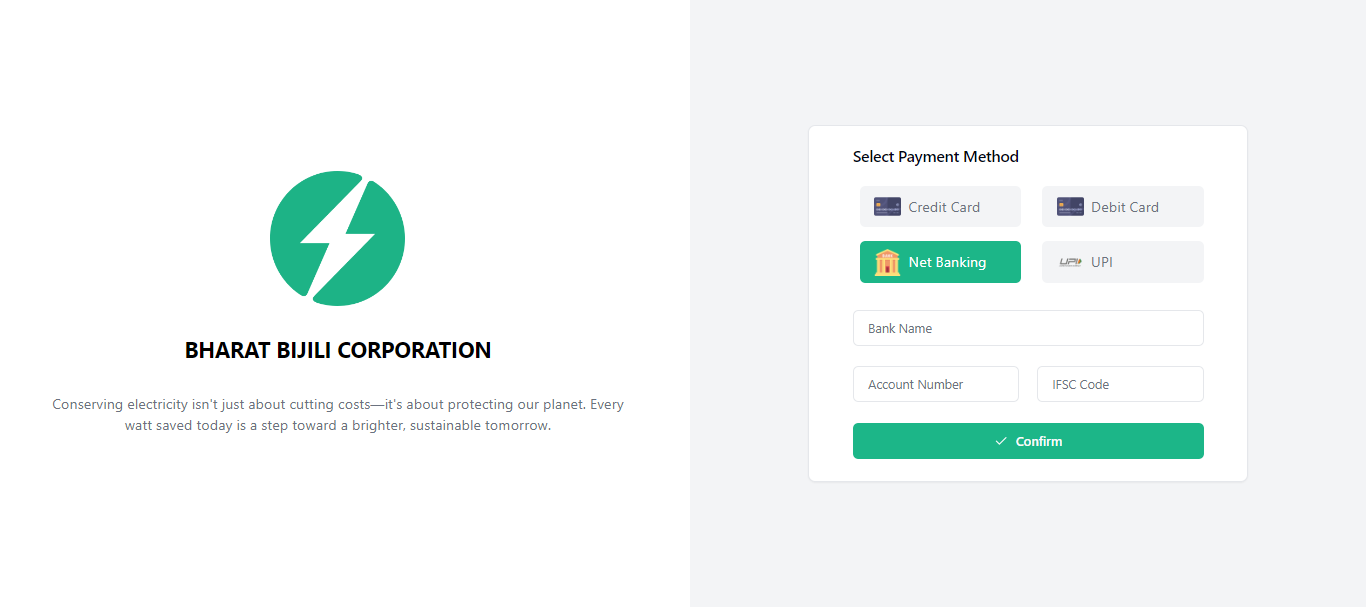 BHARAT BIJILI CORPORATION
Conserving electricity isn't just about cutting costs—it's about protecting our planet. Every
watt saved today is a step toward a brighter, sustainable tomorrow.
Select Payment Method
Credit Card
Debit Card
Net Banking
UPI
UPI
Bank Name
Account Number
IFSC Code
Confirm